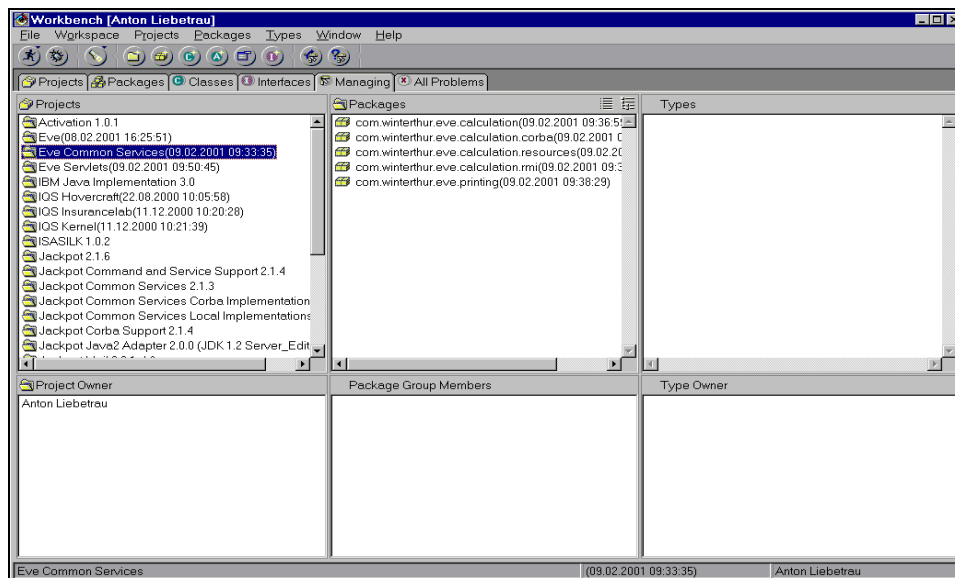 Workbench [Anton Liebetrau]
File Workspace Projects Packages Types Window Help
Projects Packages Classes Interfaces Managing All Problems
Projects
Activation 1.0.1
Eve(08.02.2001 16:25:51)
Eve Common Services(09.02.2001 09:33:35)
Eve Servlets(09.02.2001 09:50:45)
IBM Java Implementation 3.0
IQS Hovercraft(22.08.2000 10:05:58)
IQS Insurancelab(11.12.2000 10:20:28)
IQS Kernel(11.12.2000 10:21:39)
ISASILK 1.0.2
Jackpot 2.1.6
Jackpot Command and Service Support 2.1.4
Jackpot Common Services 2.1.3
Jackpot Common Services Corba Implementation
Jackpot Common Services Local Implementations
Jackpot Corba Support 2.1.4
Jackpot Java2 Adapter 2.0.0 (JDK 1.2 Server_Edit
Packages
com.winterthur.eve.calculation(09.02.2001 09:36:5
com.winterthur.eve.calculation.corba(09.02.2001 0
com.winterthur.eve.calculation.resources(09.02.20
com.winterthur.eve.calculation.rmi(09.02.2001 09:3
com.winterthur.eve.printing(09.02.2001 09:38:29)
Types
Project Owner
Anton Liebetrau
Package Group Members
Type Owner
Eve Common Services (09.02.2001 09:33:35) Anton Liebetrau